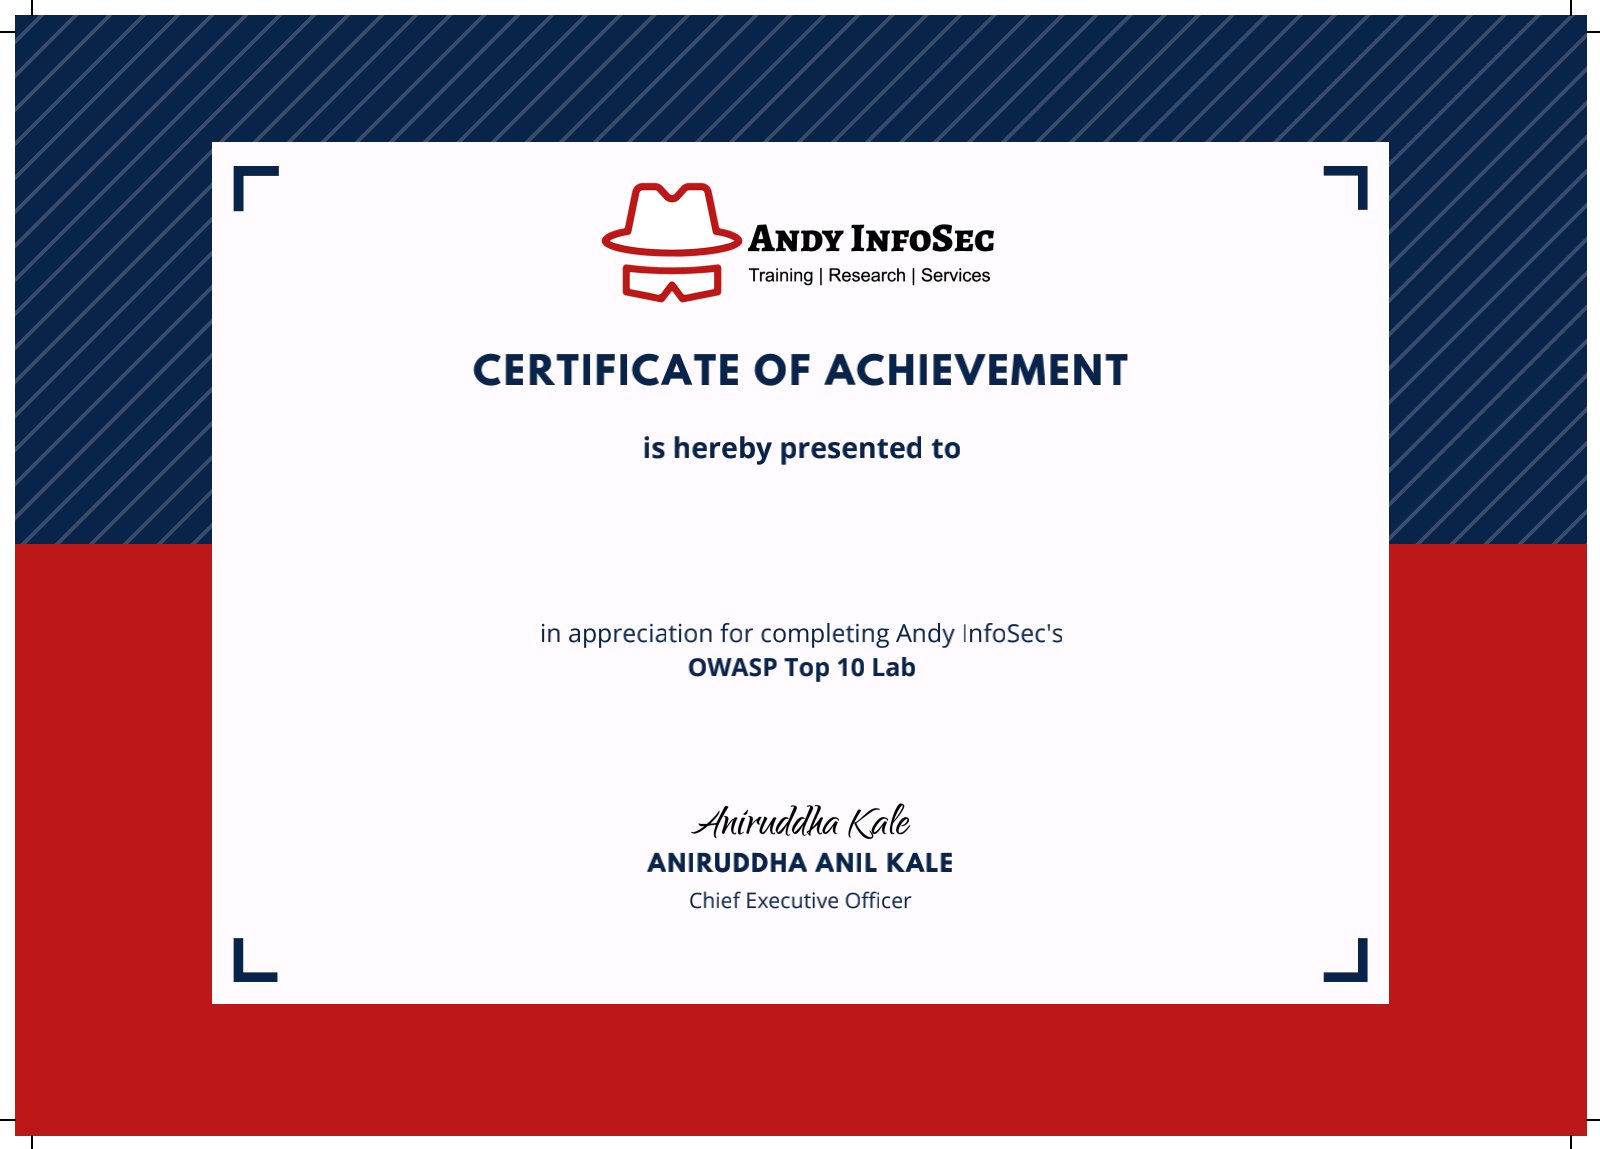 ANDY INFOSEC
Training | Research | Services
CERTIFICATE OF ACHIEVEMENT
is hereby presented to
in appreciation for completing Andy InfoSec's
OWASP Top 10 Lab
Aniruddha Kale
ANIRUDDHA ANIL KALE
Chief Executive Officer